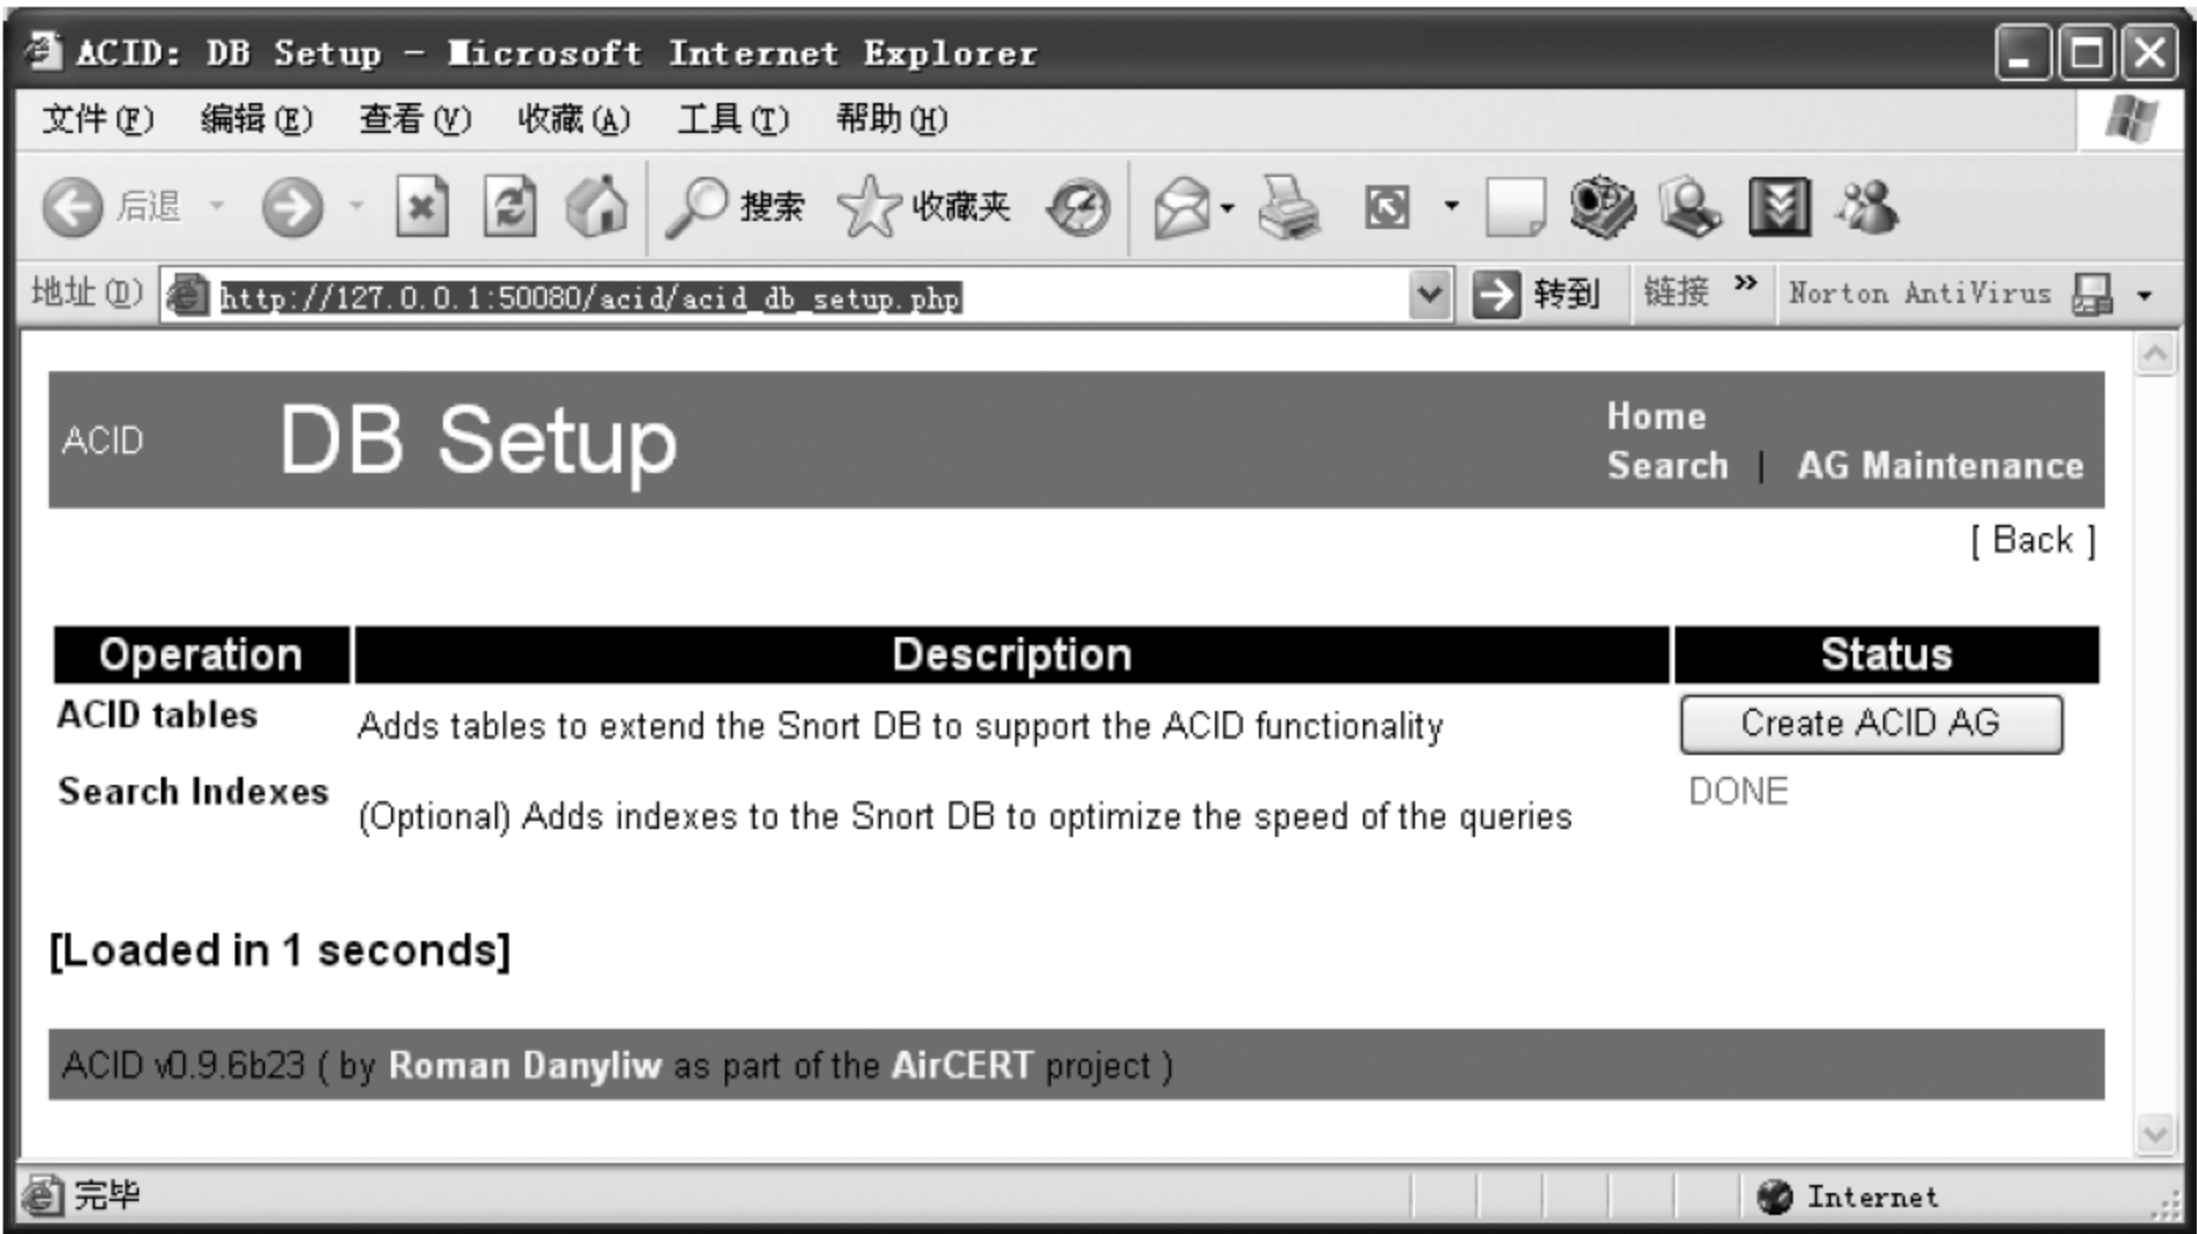 ACID: DB Setup - Microsoft Internet Explorer
文件(F) 编辑(E) 查看(V) 收藏(A) 工具(T) 帮助(H)
后退 搜索 收藏夹
地址(D) http://127.0.0.1:50080/acid/acid_db_setup.php 转到 链接 » Norton AntiVirus
ACID DB Setup
Home
Search | AG Maintenance
[ Back ]
Operation Description Status
ACID tables Adds tables to extend the Snort DB to support the ACID functionality Create ACID AG
Search Indexes (Optional) Adds indexes to the Snort DB to optimize the speed of the queries DONE
[Loaded in 1 seconds]
ACID v0.9.6b23 ( by Roman Danyliw as part of the AirCERT project )
完毕 Internet